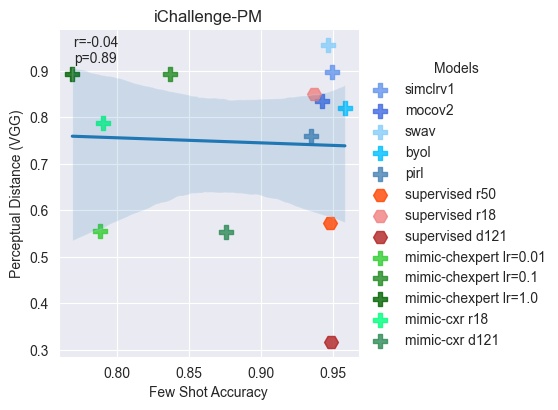 iChallenge-PM
r=-0.04
p=0.89
0.9
0.8
0.7
0.6
0.5
0.4
0.3
Perceptual Distance (VGG)
0.80
0.85
0.90
0.95
Few Shot Accuracy
Models
simclrv1
mocov2
swav
byol
pirl
supervised r50
supervised r18
supervised d121
mimic-chexpert lr=0.01
mimic-chexpert lr=0.1
mimic-chexpert lr=1.0
mimic-cxr r18
mimic-cxr d121